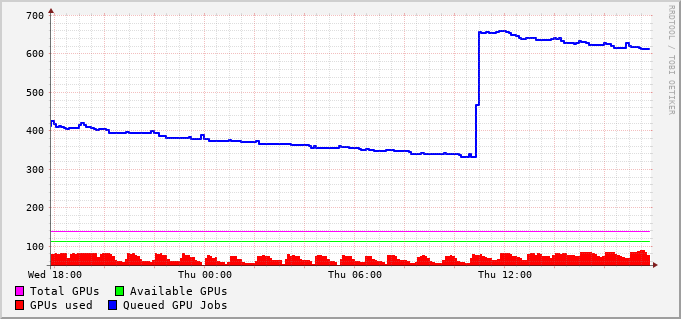 RRDTOOL / TOBI OETIKER
700
600
500
400
300
200
100
Wed 18:00 Thu 00:00 Thu 06:00 Thu 12:00
Total GPUs Available GPUs
GPUs used Queued GPU Jobs